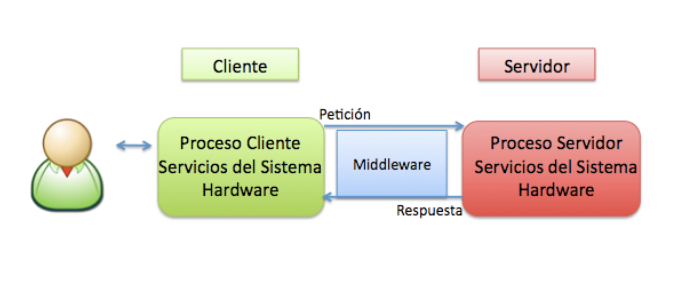 Cliente
Servidor
Petición
Proceso Cliente
Servicios del Sistema
Hardware
Middleware
Proceso Servidor
Servicios del Sistema
Hardware
Respuesta